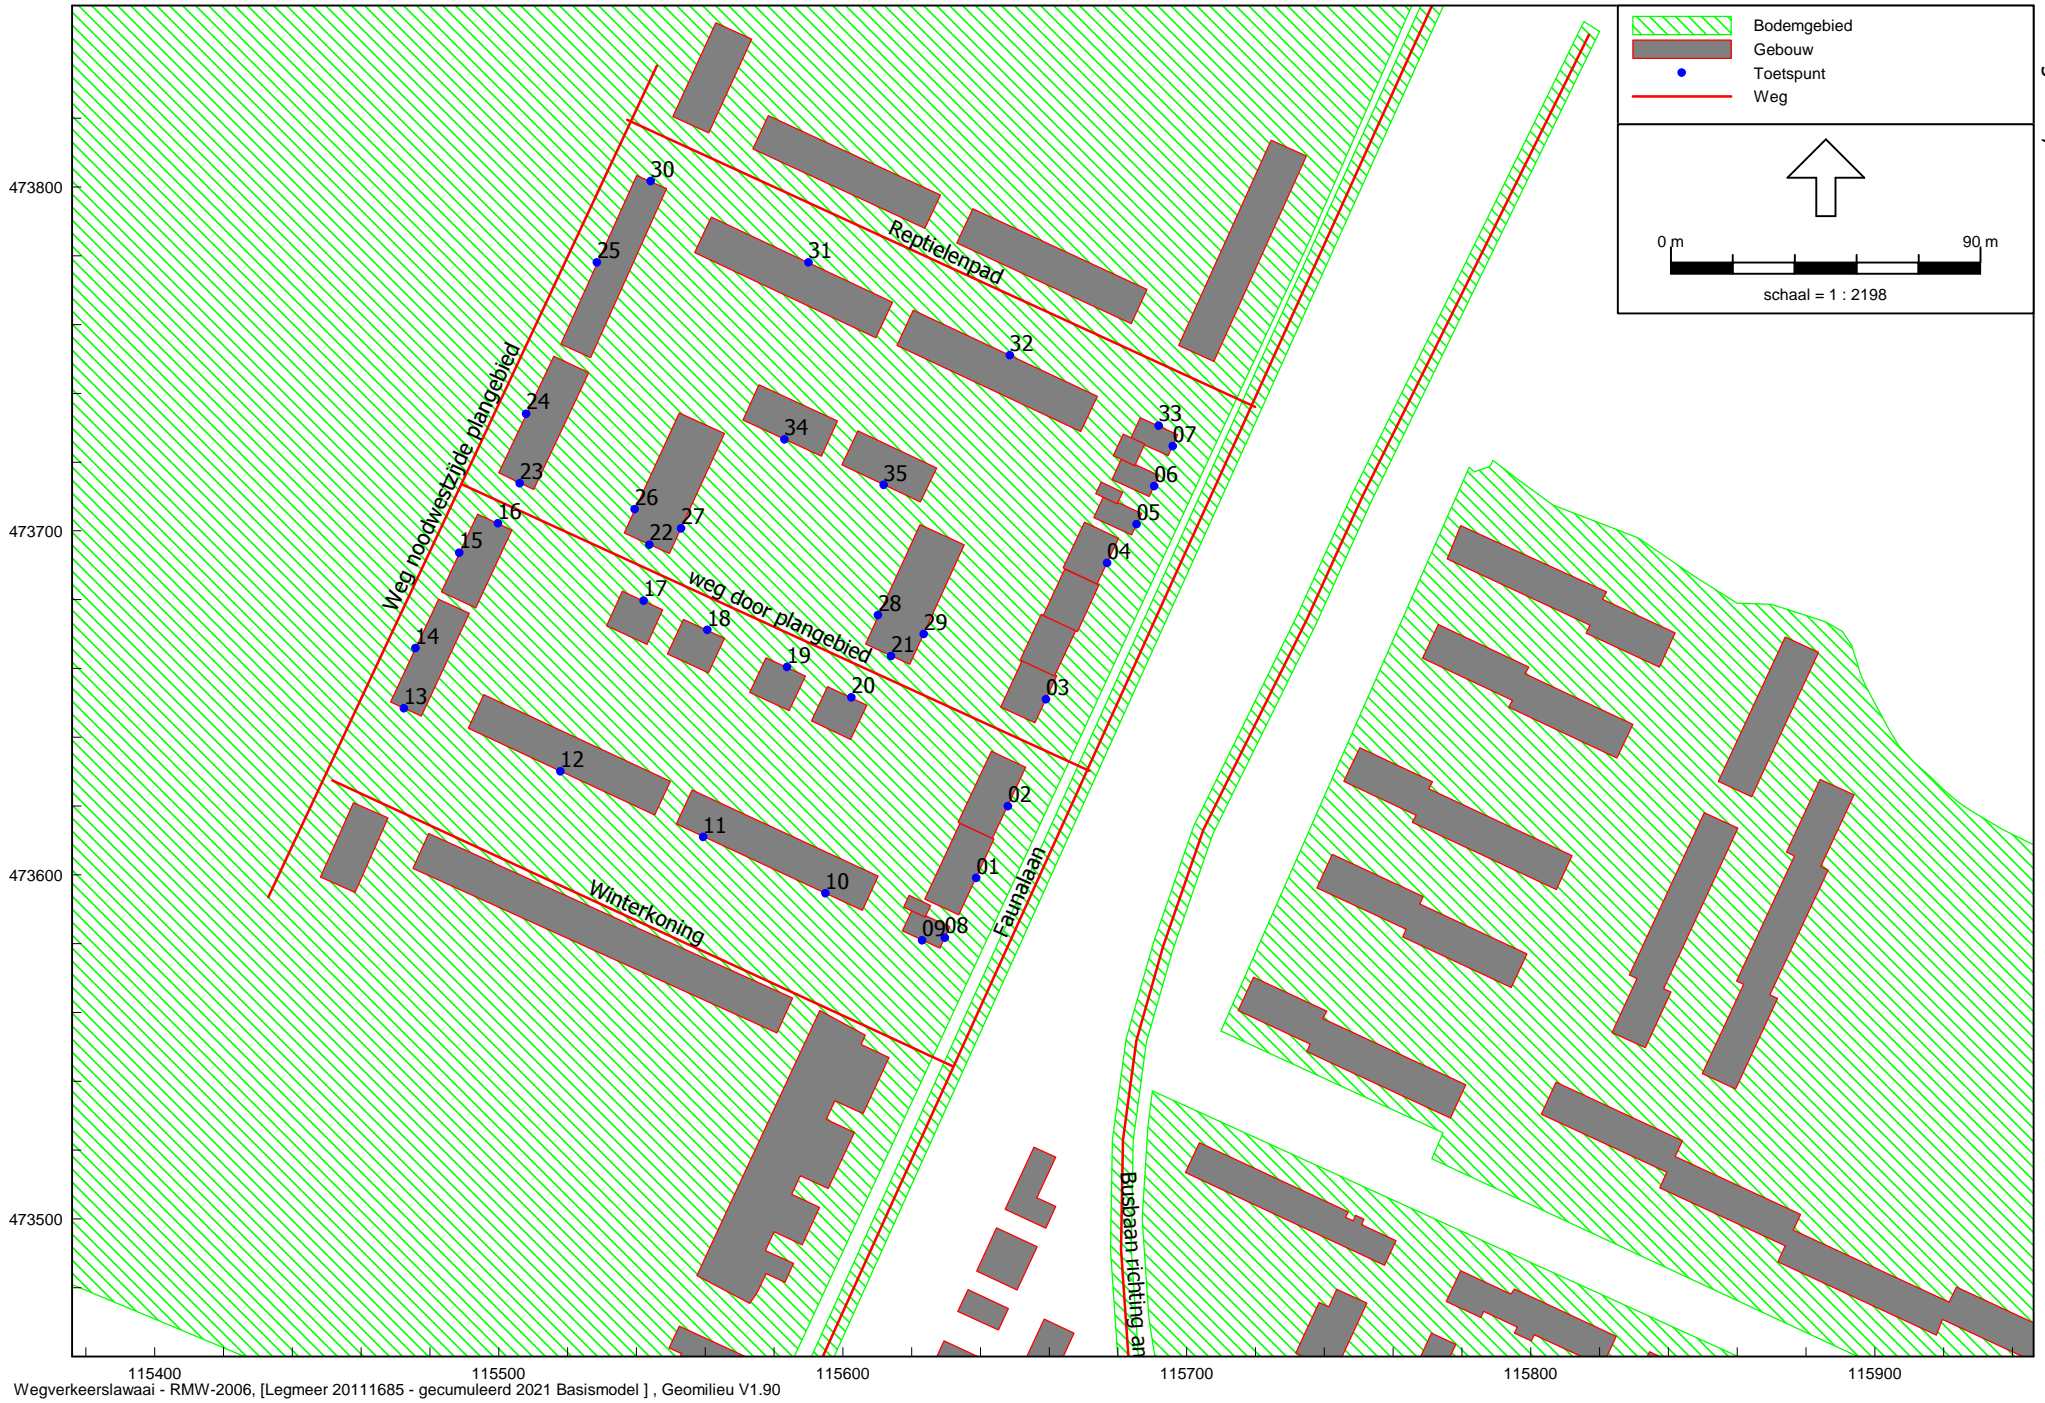 Bodemgebied
Gebouw
Toetspunt
Weg
0 m 90 m
schaal = 1 : 2198
473800
473700
473600
473500
30
25
31
Reptielenpad
32
24
33
07
34
06
35
23
05
26
16
27
22
15
04
Weg noodwestzijde plangebied
weg door plangebied
17
18
28
29
21
14
19
20
03
13
12
02
11
01
10
Winterkoning
Faunalaan
09
08
Busbaan richting am
115400 115500 115600 115700 115800 115900
Wegverkeerslawaai - RMW-2006, [Legmeer 20111685 - gecumuleerd 2021 Basismodel ] , Geomilieu V1.90